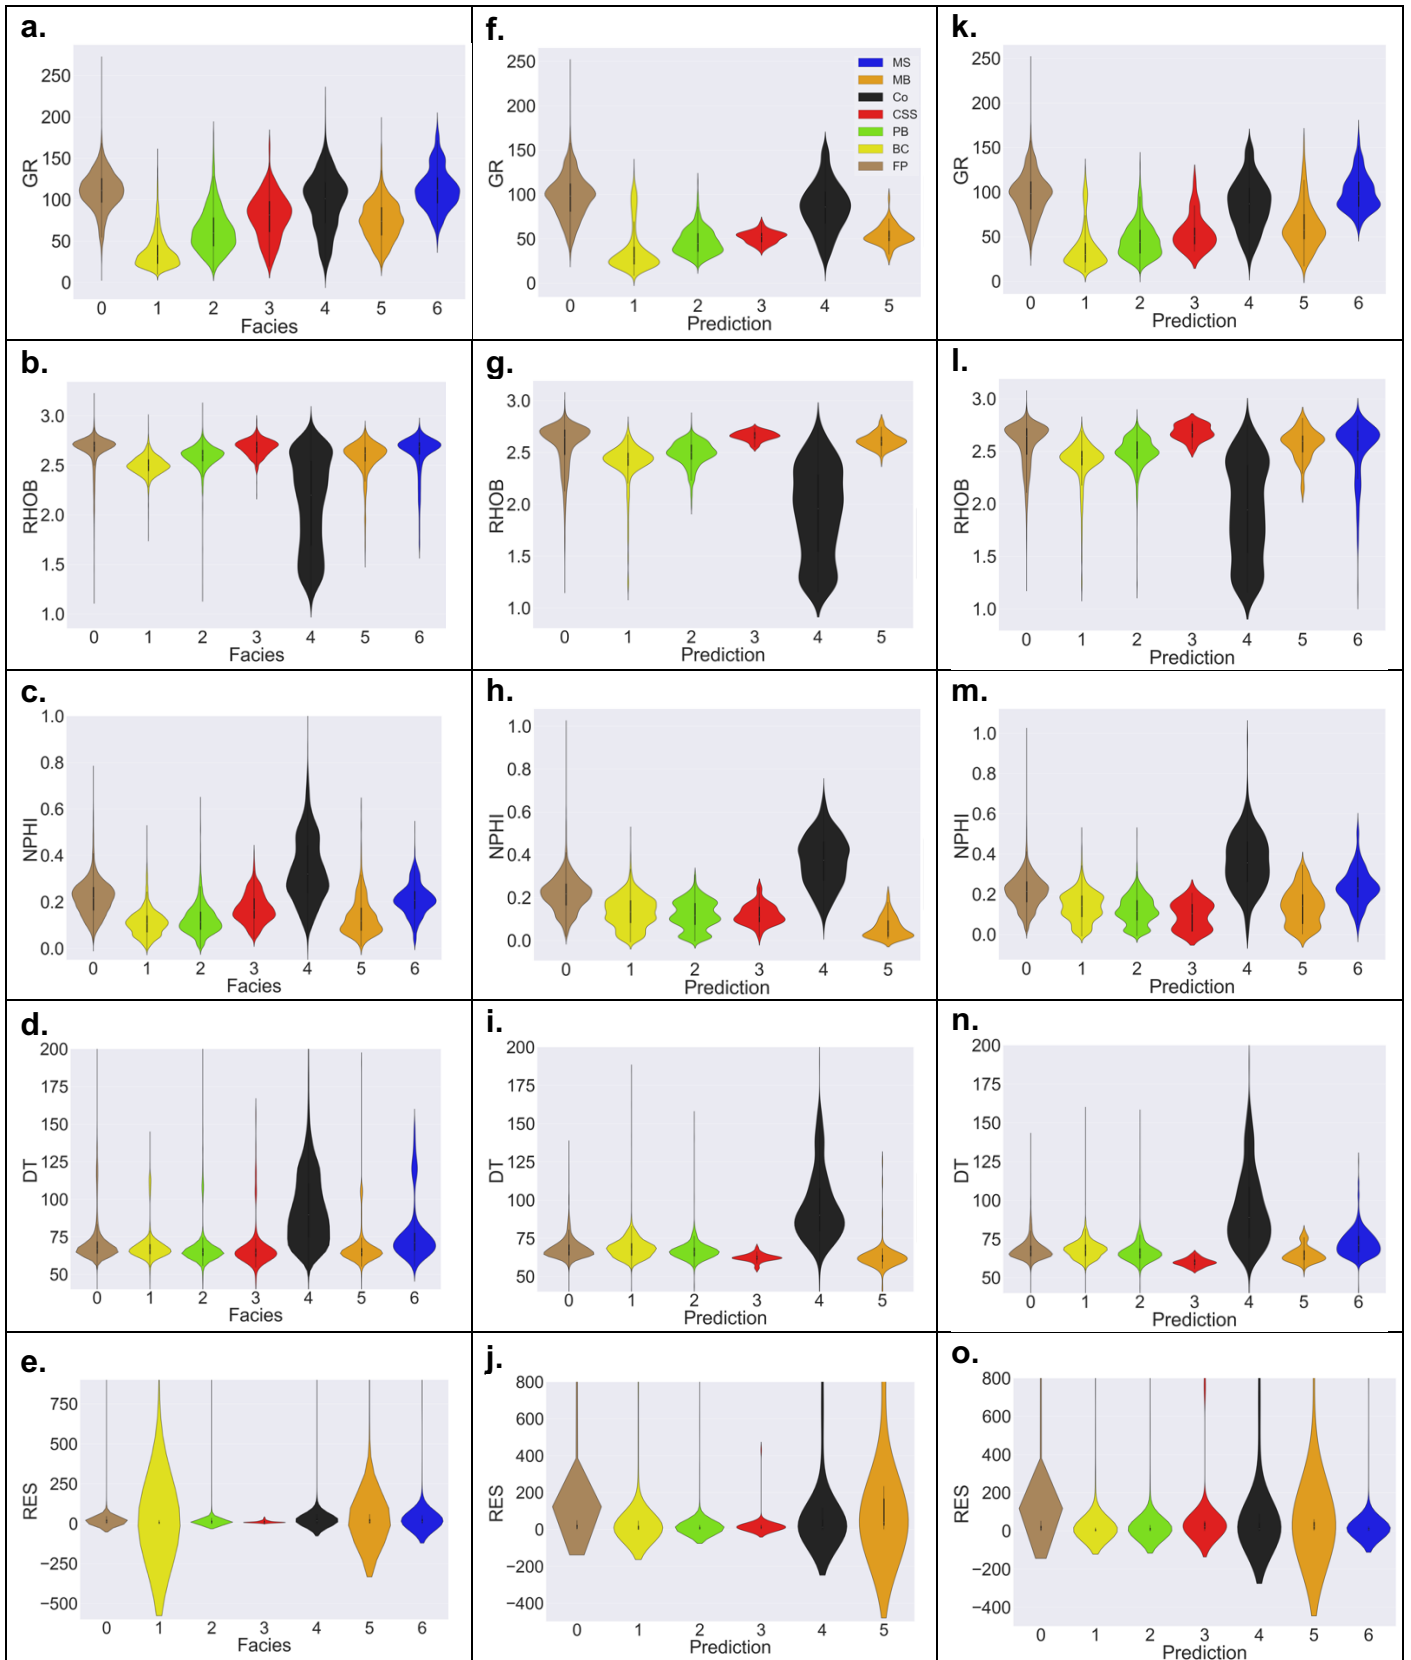 a.
250
200
150
100
50
0
GR
0 1 2 3 4 5 6
Facies
f.
250
200
150
100
50
0
GR
MS
MB
Co
CSS
PB
BC
FP
0 1 2 3 4 5
Prediction
k.
250
200
150
100
50
0
GR
0 1 2 3 4 5 6
Prediction
b.
3.0
2.5
2.0
1.5
1.0
RHOB
0 1 2 3 4 5 6
Facies
g.
3.0
2.5
2.0
1.5
1.0
RHOB
0 1 2 3 4 5
Prediction
l.
3.0
2.5
2.0
1.5
1.0
RHOB
0 1 2 3 4 5 6
Prediction
c.
1.0
0.8
0.6
0.4
0.2
0.0
NPHI
0 1 2 3 4 5 6
Facies
h.
1.0
0.8
0.6
0.4
0.2
0.0
NPHI
0 1 2 3 4 5
Prediction
m.
1.0
0.8
0.6
0.4
0.2
0.0
NPHI
0 1 2 3 4 5 6
Prediction
d.
200
175
150
125
100
75
50
DT
0 1 2 3 4 5 6
Facies
i.
200
175
150
125
100
75
50
DT
0 1 2 3 4 5
Prediction
n.
200
175
150
125
100
75
50
DT
0 1 2 3 4 5 6
Prediction
e.
750
500
250
0
−250
−500
RES
0 1 2 3 4 5 6
Facies
j.
800
600
400
200
0
−200
−400
RES
0 1 2 3 4 5
Prediction
o.
800
600
400
200
0
−200
−400
RES
0 1 2 3 4 5 6
Prediction